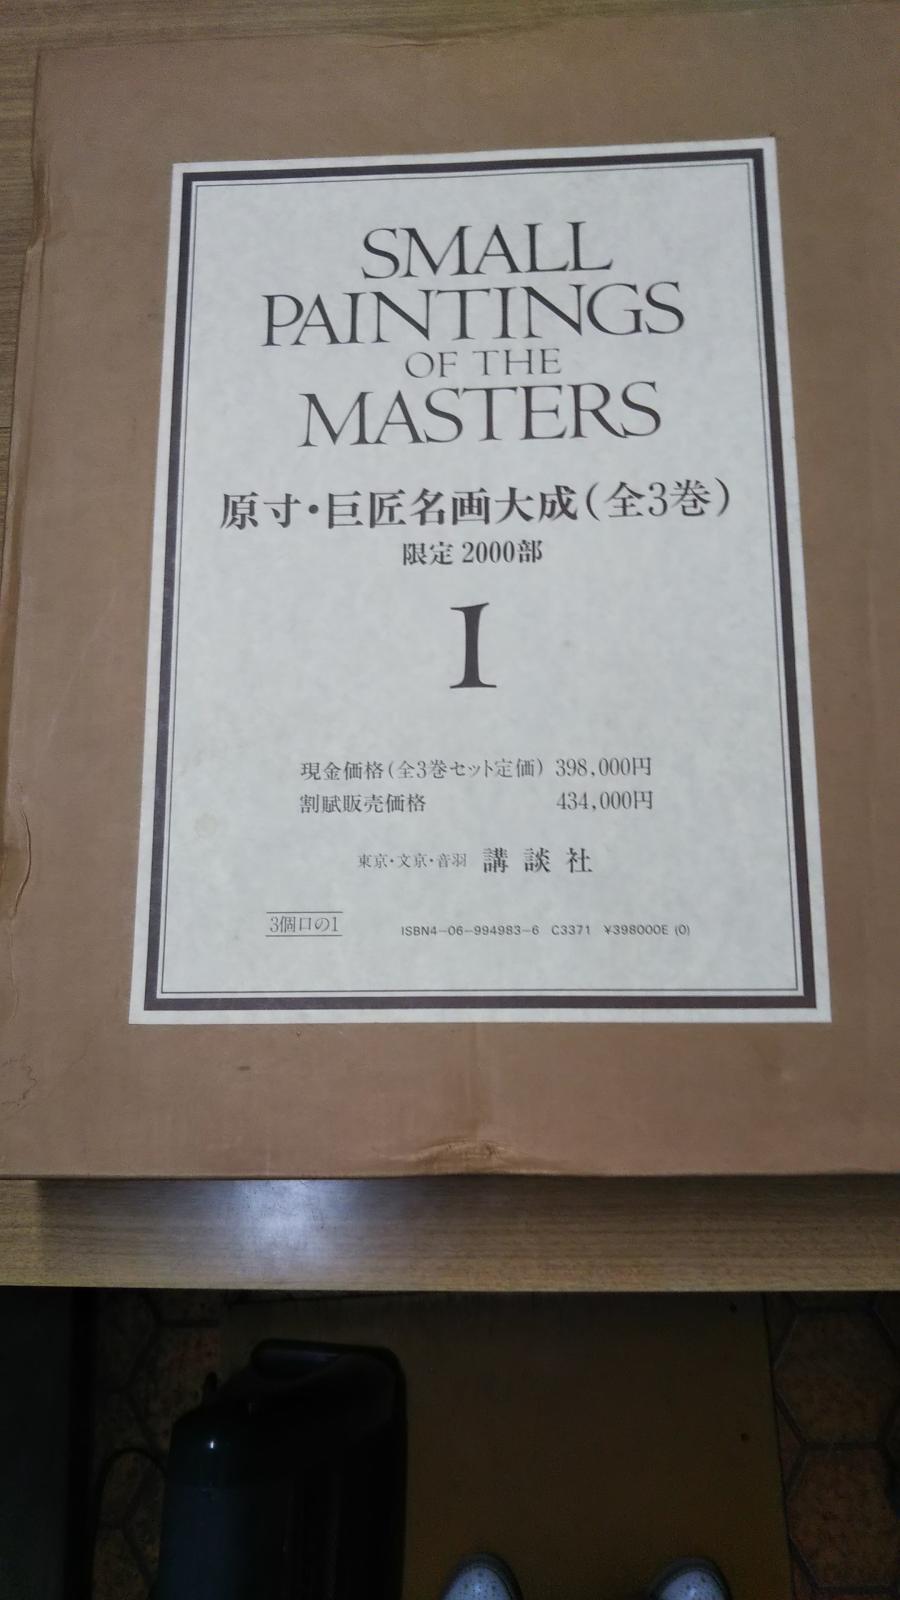 SMALL
PAINTINGS
OF THE
MASTERS
原寸・巨匠名画大成(全3巻)
限定 2000部
I
現金価格(全3巻セット定価) 398,000円
割賦販売価格 434,000円
東京・文京・音羽 講談社
3個口の1 ISBN4-06-994983-6 C3371 ¥398000E (0)